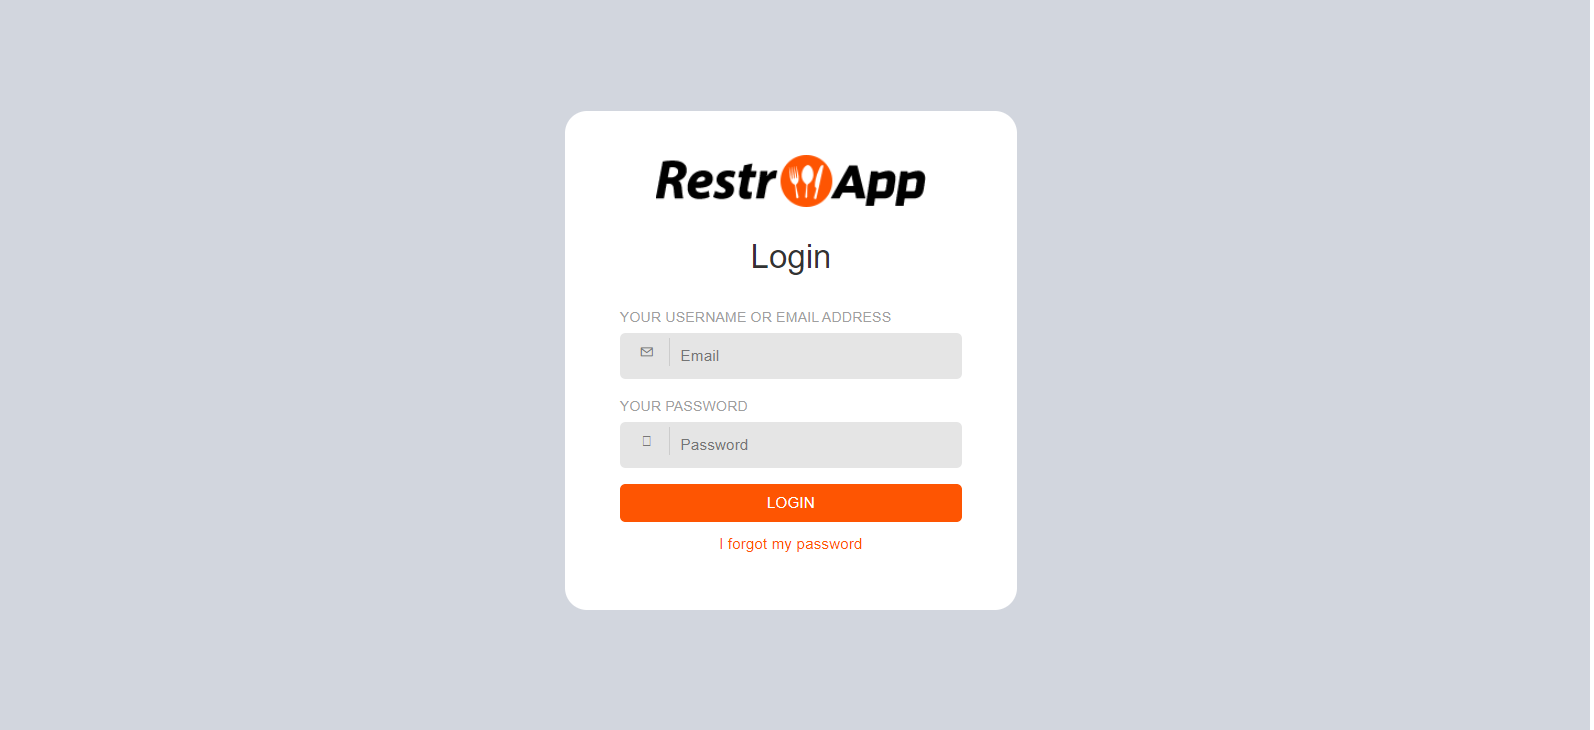 Restr App
Login
YOUR USERNAME OR EMAIL ADDRESS
Email
YOUR PASSWORD
Password
LOGIN
I forgot my password